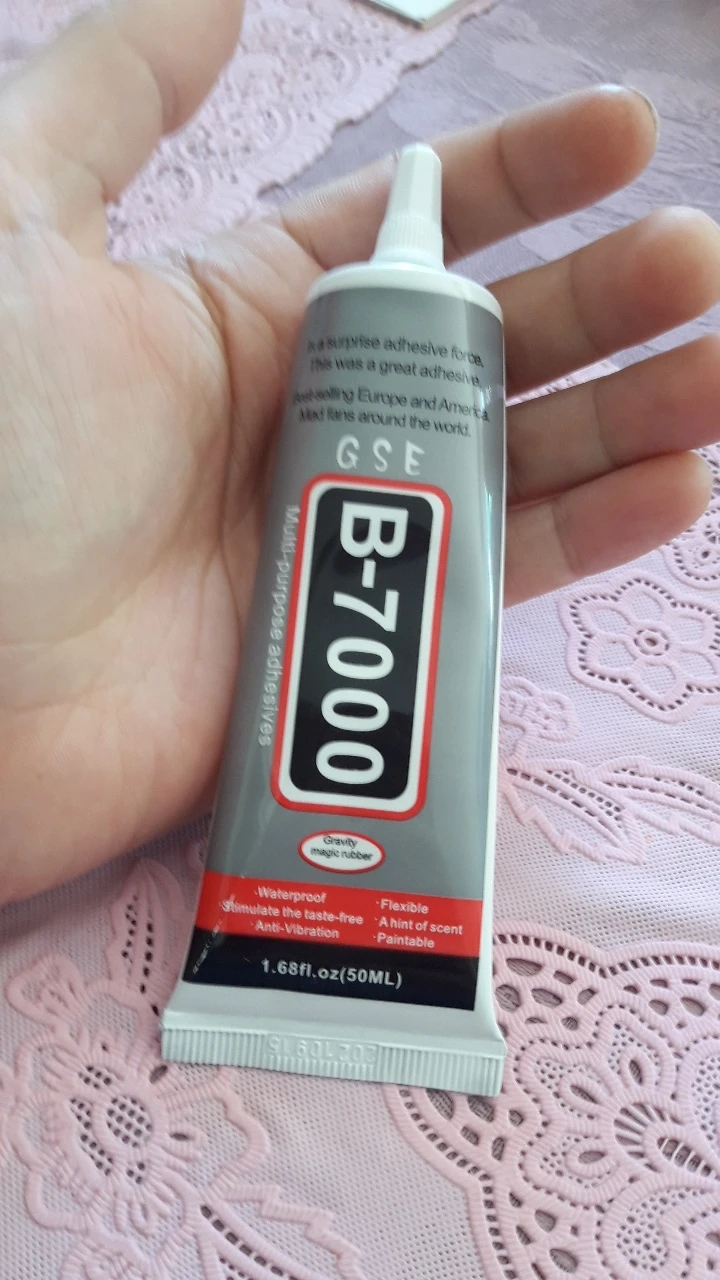 is a surprise adhesive force,
This was a great adhesive,
Best-selling Europe and America.
Med fans around the world.
GSE
B-7000
Multi-purpose adhesives
Gravity
magic rubber
·Waterproof
·Stimulate the taste-free
·Anti-Vibration
·Flexible
·A hint of scent
·Paintable
1.68fl.oz(50ML)